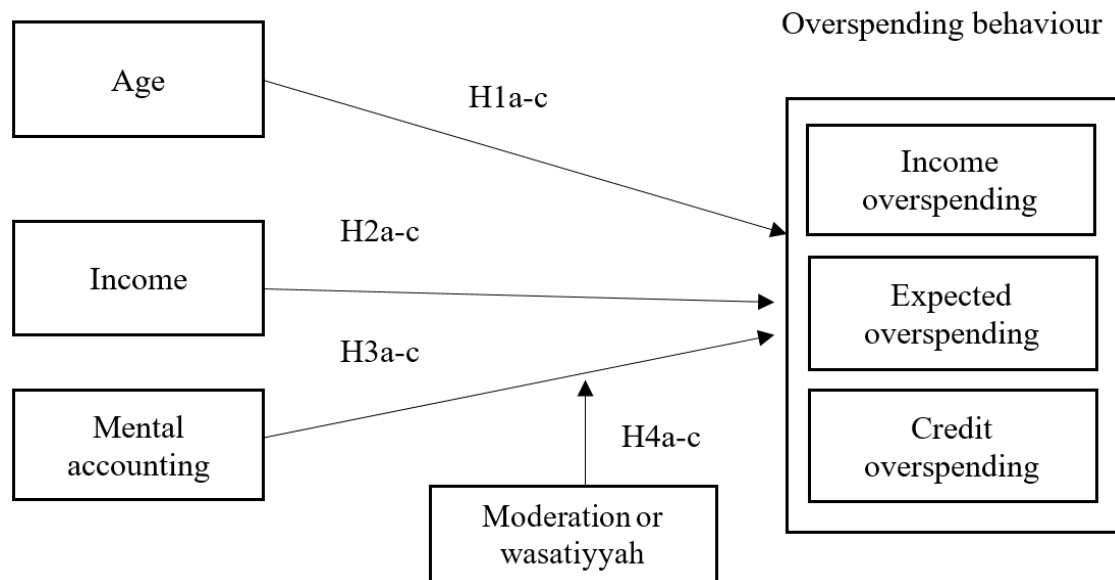 Overspending behaviour
Age
H1a-c
Income
overspending
H2a-c
Income
Expected
overspending
H3a-c
Mental
accounting
Credit
overspending
H4a-c
Moderation or
wasatiyyah